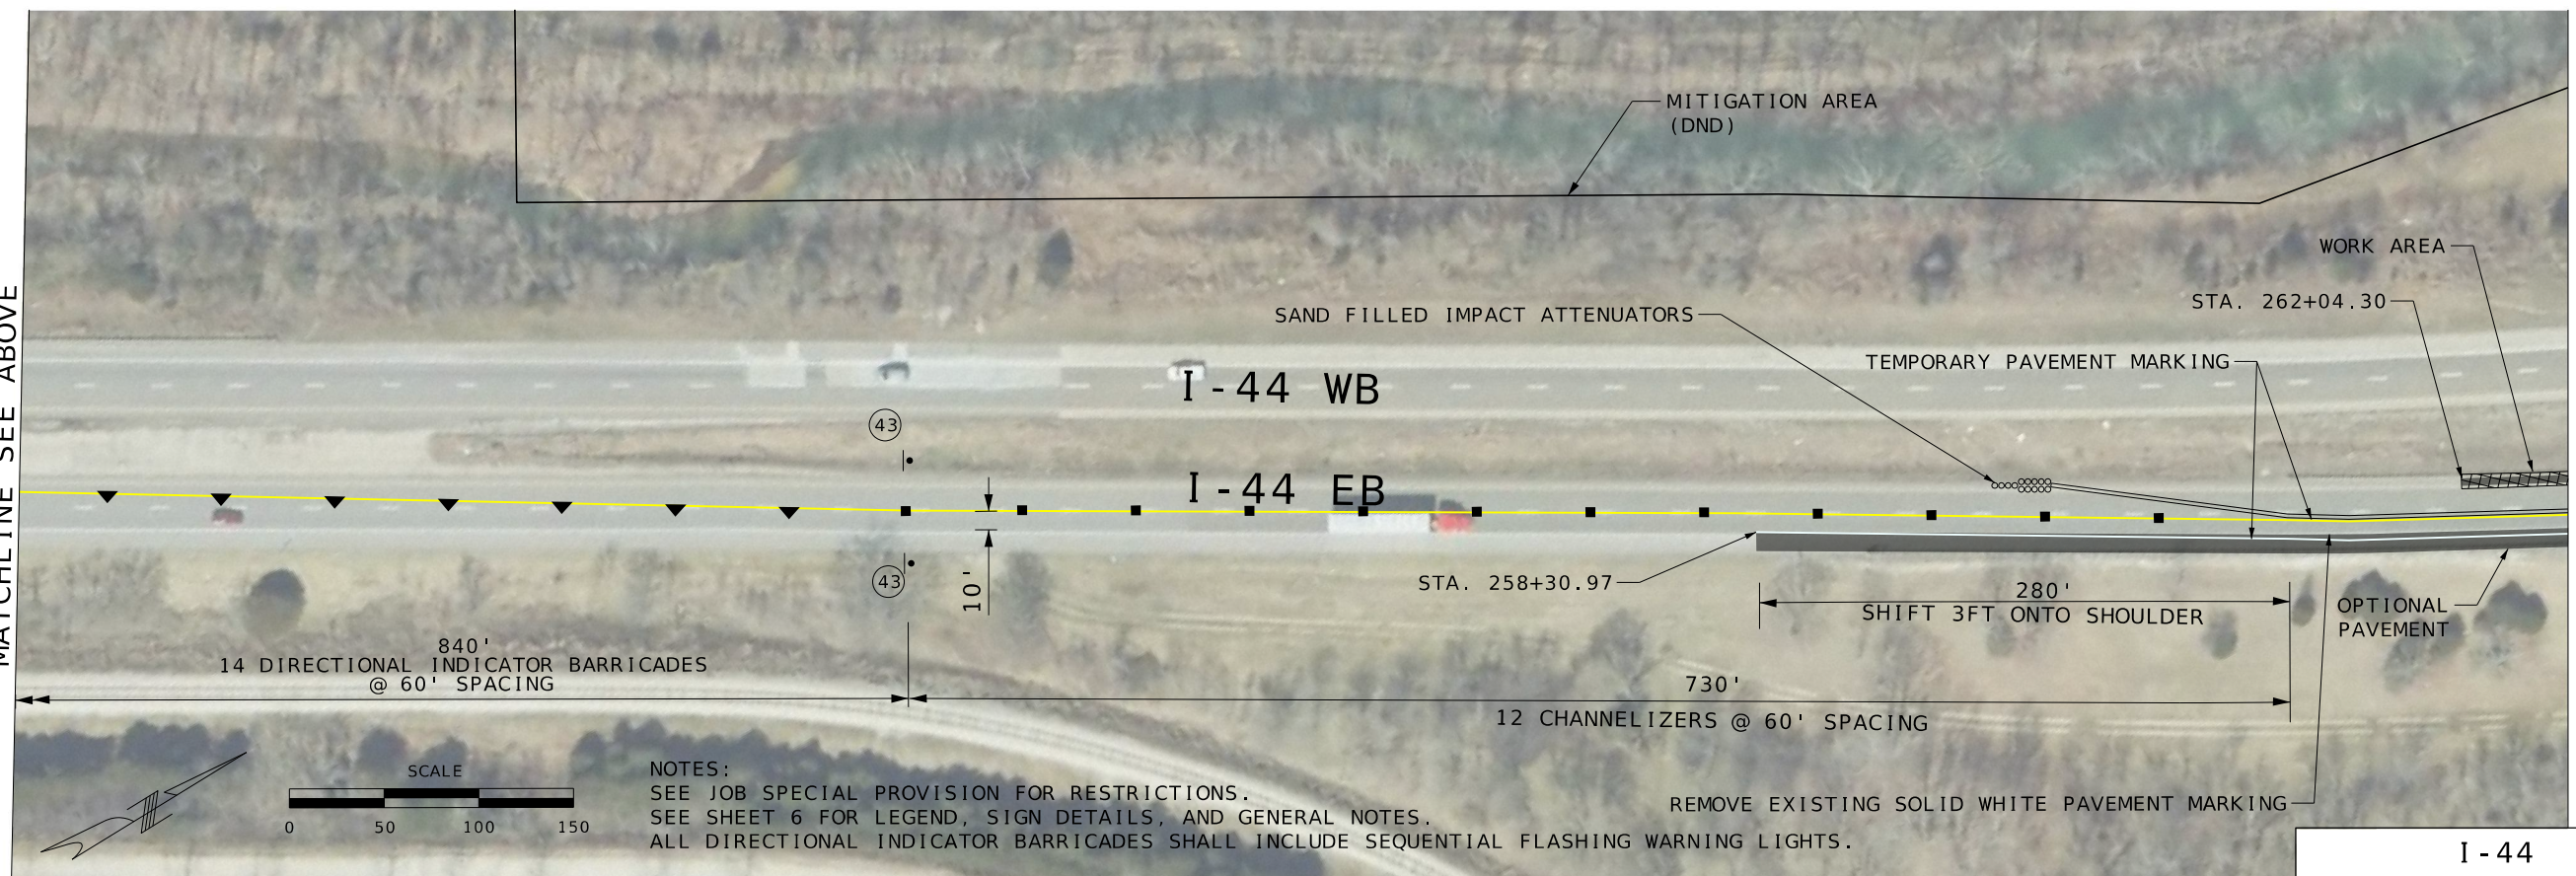 MITIGATION AREA
(DND)
WORK AREA
STA. 262+04.30
SAND FILLED IMPACT ATTENUATORS
TEMPORARY PAVEMENT MARKING
MATCHLINE SEE ABOVE
I-44 WB
43
I-44 EB
43
10'
STA. 258+30.97
280'
SHIFT 3FT ONTO SHOULDER
OPTIONAL
PAVEMENT
840'
14 DIRECTIONAL INDICATOR BARRICADES
@ 60' SPACING
730'
12 CHANNELIZERS @ 60' SPACING
SCALE
0 50 100 150
NOTES:
SEE JOB SPECIAL PROVISION FOR RESTRICTIONS.
SEE SHEET 6 FOR LEGEND, SIGN DETAILS, AND GENERAL NOTES.
ALL DIRECTIONAL INDICATOR BARRICADES SHALL INCLUDE SEQUENTIAL FLASHING WARNING LIGHTS.
REMOVE EXISTING SOLID WHITE PAVEMENT MARKING
I-44